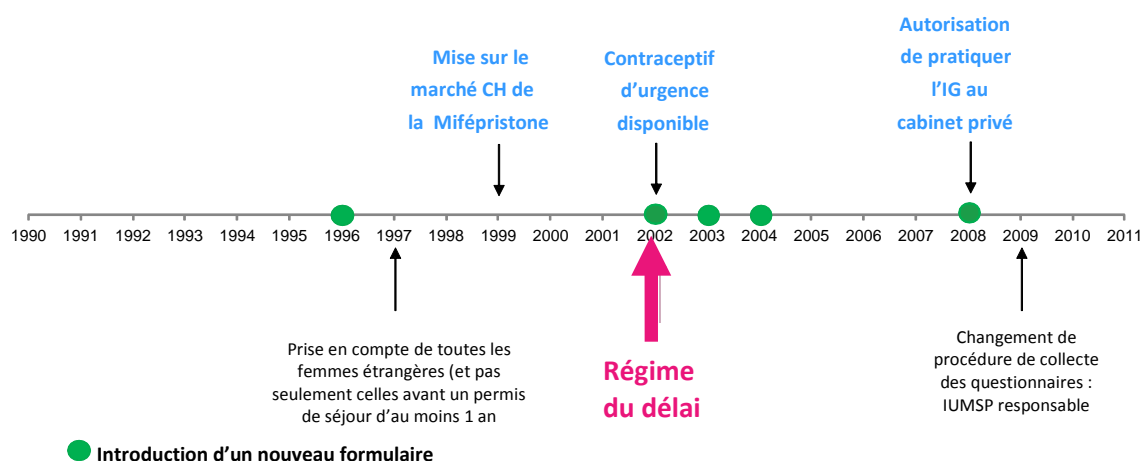 Mise sur le
marché CH de
la Mifépristone
Contraceptif
d'urgence
disponible
Autorisation
de pratiquer
l'IG au
cabinet privé
1990 1991 1992 1993 1994 1995 1996 1997 1998 1999 2000 2001 2002 2003 2004 2005 2006 2007 2008 2009 2010 2011
Prise en compte de toutes les
femmes étrangères (et pas
seulement celles avant un permis
de séjour d'au moins 1 an
Régime
du délai
Changement de
procédure de collecte
des questionnaires :
IUMSP responsable
Introduction d'un nouveau formulaire